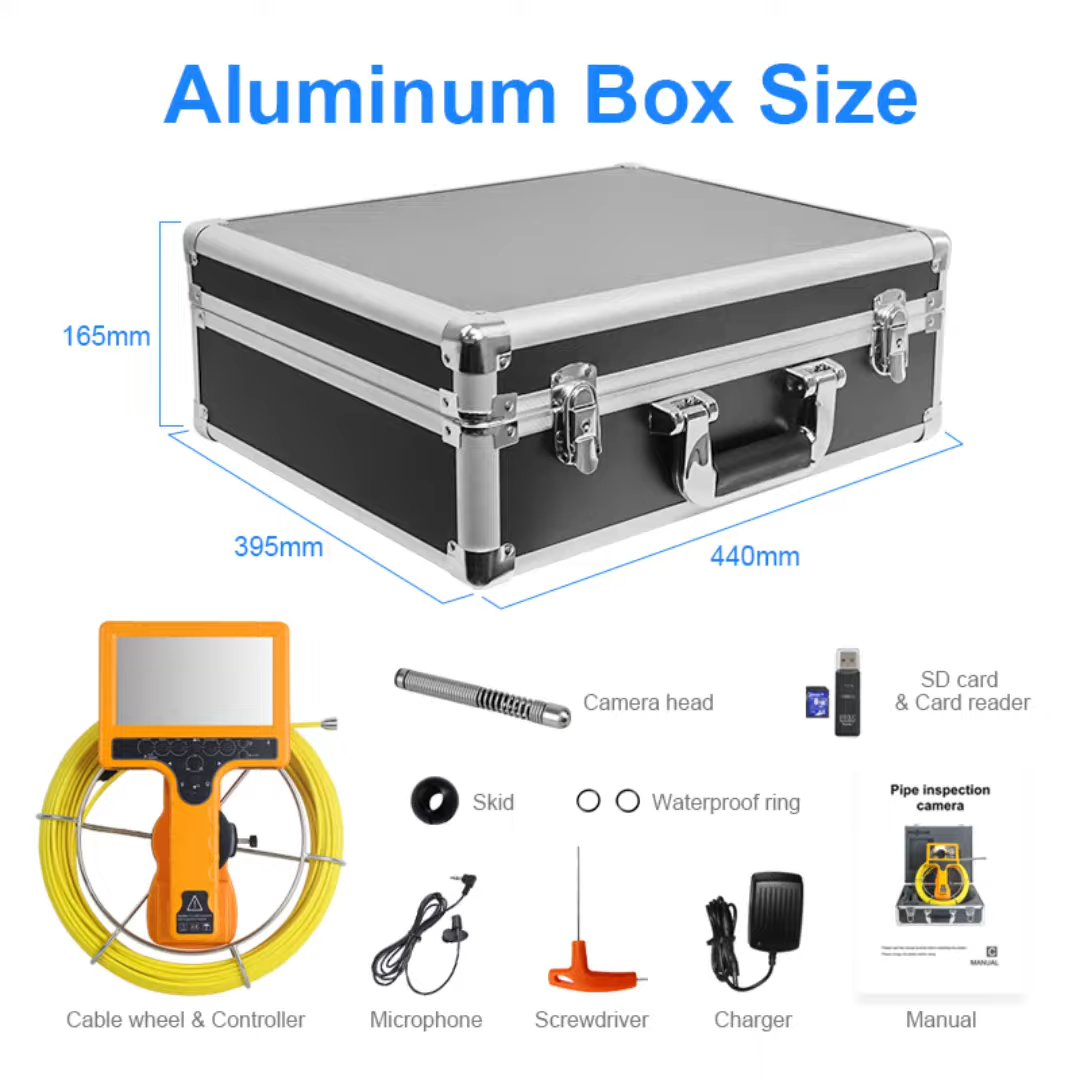 Aluminum Box Size
165mm
395mm
440mm
Camera head
SD card
& Card reader
Skid
Waterproof ring
Pipe inspection
camera
MANUAL
Cable wheel & Controller
Microphone
Screwdriver
Charger
Manual